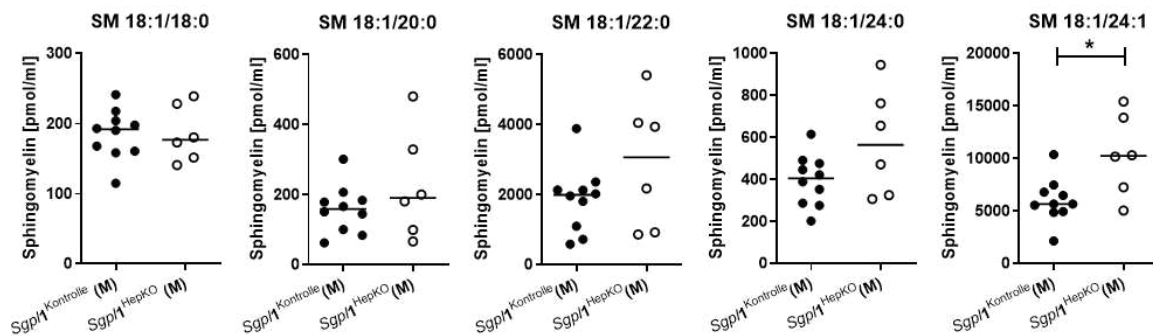 SM 18:1/18:0
Sphingomyelin [pmol/ml]
300
200
100
0
Sgpl1Kontrolle (M)
Sgpl1HepKO (M)
SM 18:1/20:0
Sphingomyelin [pmol/ml]
600
400
200
0
Sgpl1Kontrolle (M)
Sgpl1HepKO (M)
SM 18:1/22:0
Sphingomyelin [pmol/ml]
6000
4000
2000
0
Sgpl1Kontrolle (M)
Sgpl1HepKO (M)
SM 18:1/24:0
Sphingomyelin [pmol/ml]
1000
800
600
400
200
0
Sgpl1Kontrolle (M)
Sgpl1HepKO (M)
SM 18:1/24:1
*
Sphingomyelin [pmol/ml]
20000
15000
10000
5000
0
Sgpl1Kontrolle (M)
Sgpl1HepKO (M)